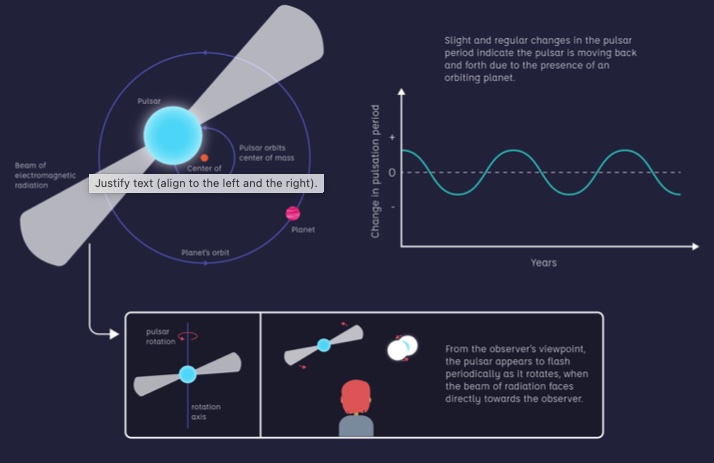 Slight and regular changes in the pulsar
period indicate the pulsar is moving back
and forth due to the presence of an
orbiting planet.
Pulsar
Pulsar orbits
center of mass
Beam of
electromagnetic
radiation
Center of
Justify text (align to the left and the right).
Planet
Planet's orbit
Change in pulsation period
+
0
-
Years
pulsar
rotation
rotation
axis
From the observer's viewpoint,
the pulsar appears to flash
periodically as it rotates, when
the beam of radiation faces
directly towards the observer.